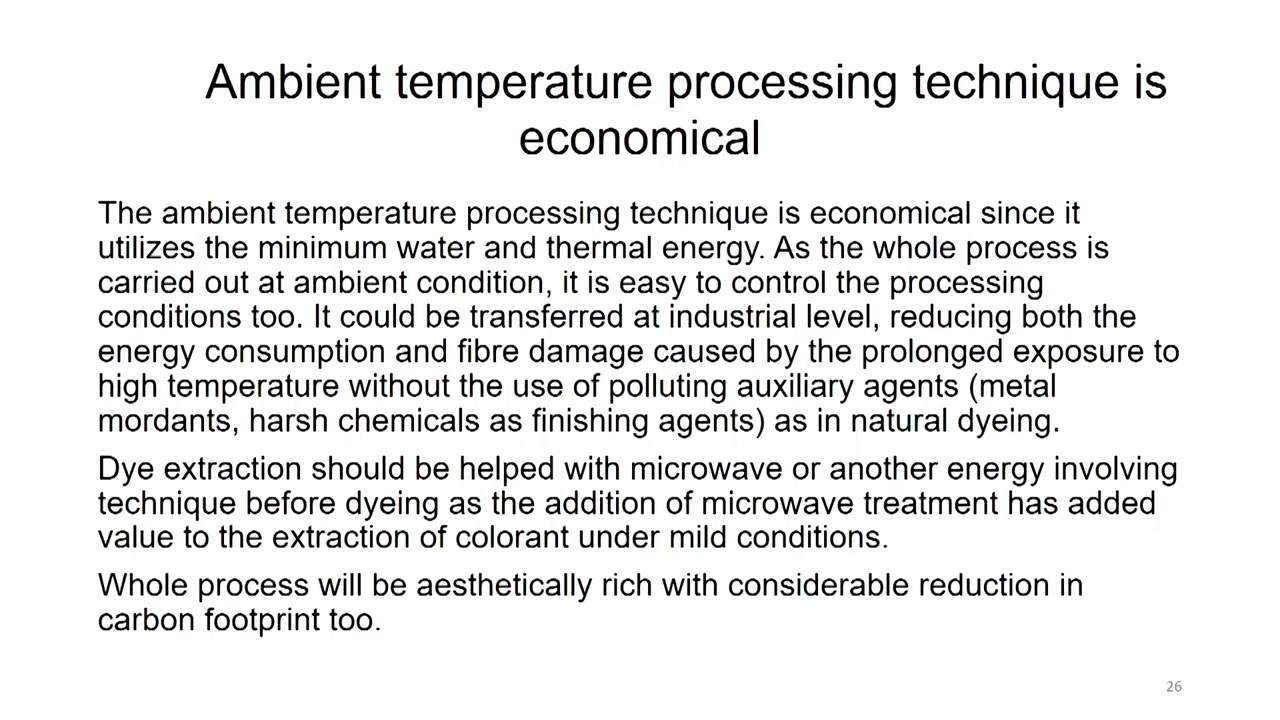 Ambient temperature processing technique is
economical
The ambient temperature processing technique is economical since it
utilizes the minimum water and thermal energy. As the whole process is
carried out at ambient condition, it is easy to control the processing
conditions too. It could be transferred at industrial level, reducing both the
energy consumption and fibre damage caused by the prolonged exposure to
high temperature without the use of polluting auxiliary agents (metal
mordants, harsh chemicals as finishing agents) as in natural dyeing.
Dye extraction should be helped with microwave or another energy involving
technique before dyeing as the addition of microwave treatment has added
value to the extraction of colorant under mild conditions.
Whole process will be aesthetically rich with considerable reduction in
carbon footprint too.
26